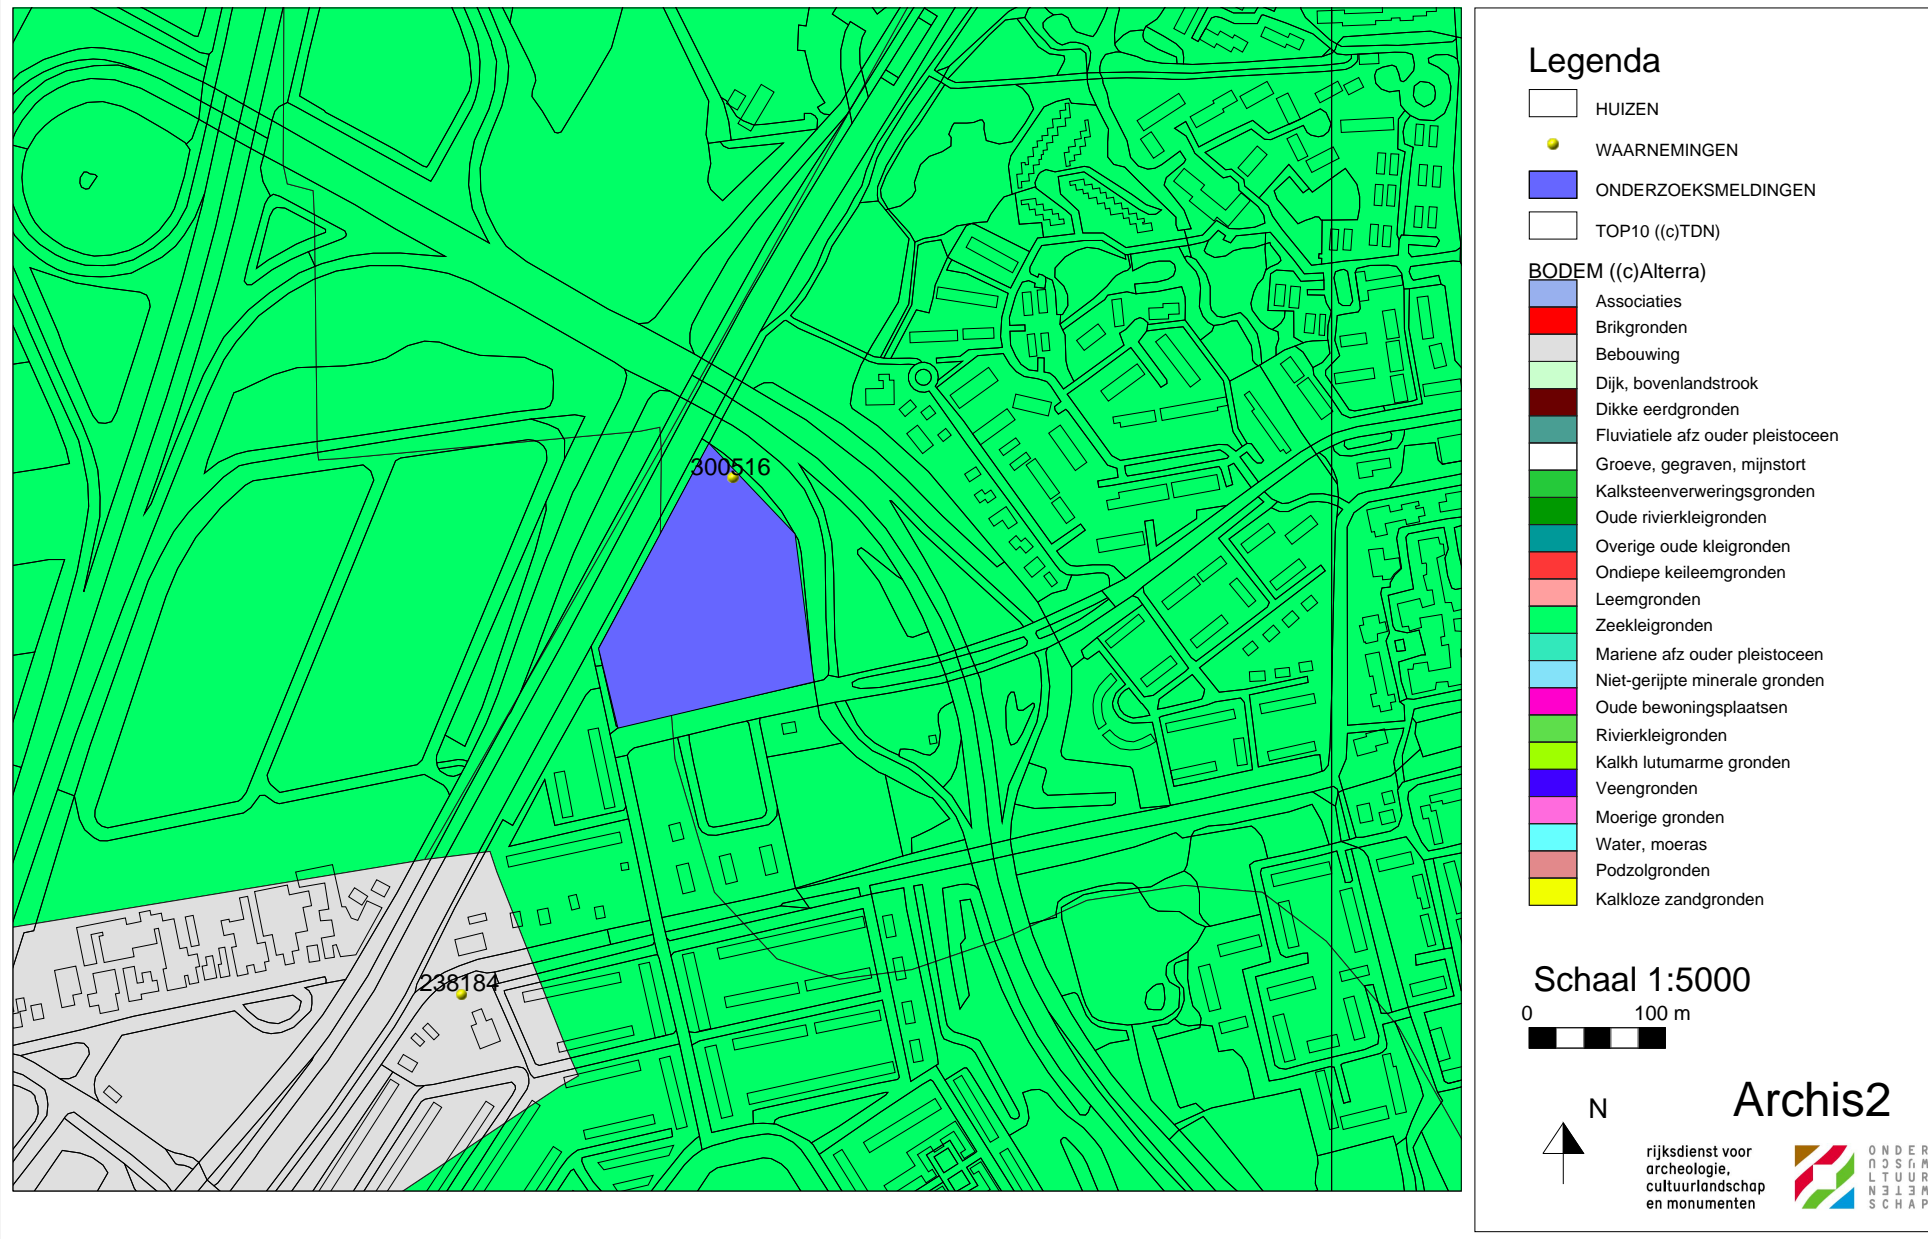 300516
238184
Legenda
HUIZEN
WAARNEMINGEN
ONDERZOEKSMELDINGEN
TOP10 ((c)TDN)
BODEM ((c)Alterra)
Associaties
Brikgronden
Bebouwing
Dijk, bovenlandstrook
Dikke eerdgronden
Fluviatiele afz ouder pleistoceen
Groeve, gegraven, mijnstort
Kalksteenverweringsgronden
Oude rivierkleigronden
Overige oude kleigronden
Ondiepe keileemgronden
Leemgronden
Zeekleigronden
Mariene afz ouder pleistoceen
Niet-gerijpte minerale gronden
Oude bewoningsplaatsen
Rivierkleigronden
Kalkh lutumarme gronden
Veengronden
Moerige gronden
Water, moeras
Podzolgronden
Kalkloze zandgronden
Schaal 1:5000
0 100 m
N
Archis2
rijksdienst voor
archeologie,
cultuurlandschap
en monumenten
ONDER
SCHAP